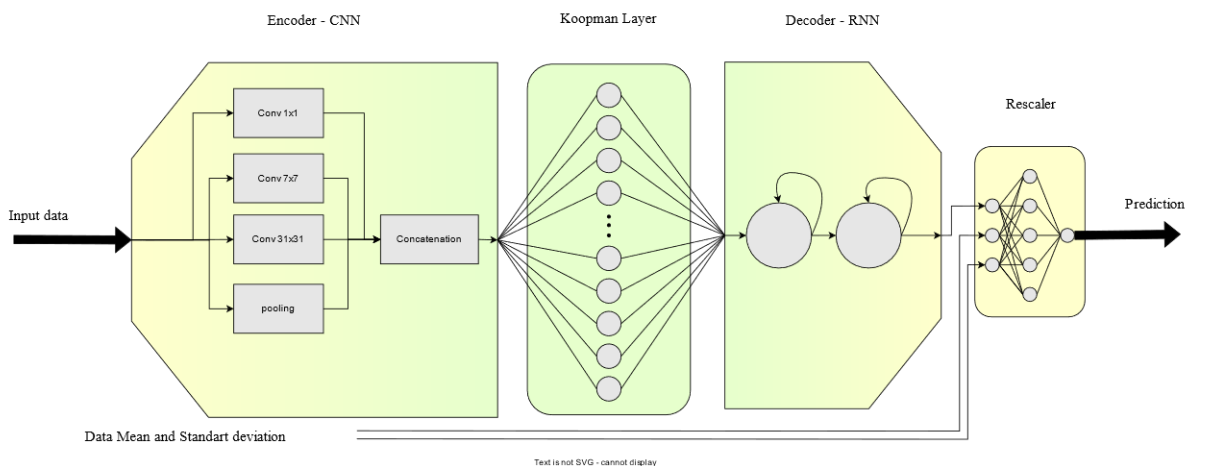 Encoder - CNN
Koopman Layer
Decoder - RNN
Rescaler
Conv 1x1
Conv 7x7
Conv 31x31
pooling
Concatenation
Input data
Prediction
Data Mean and Standart deviation
Text is not SVG - cannot display